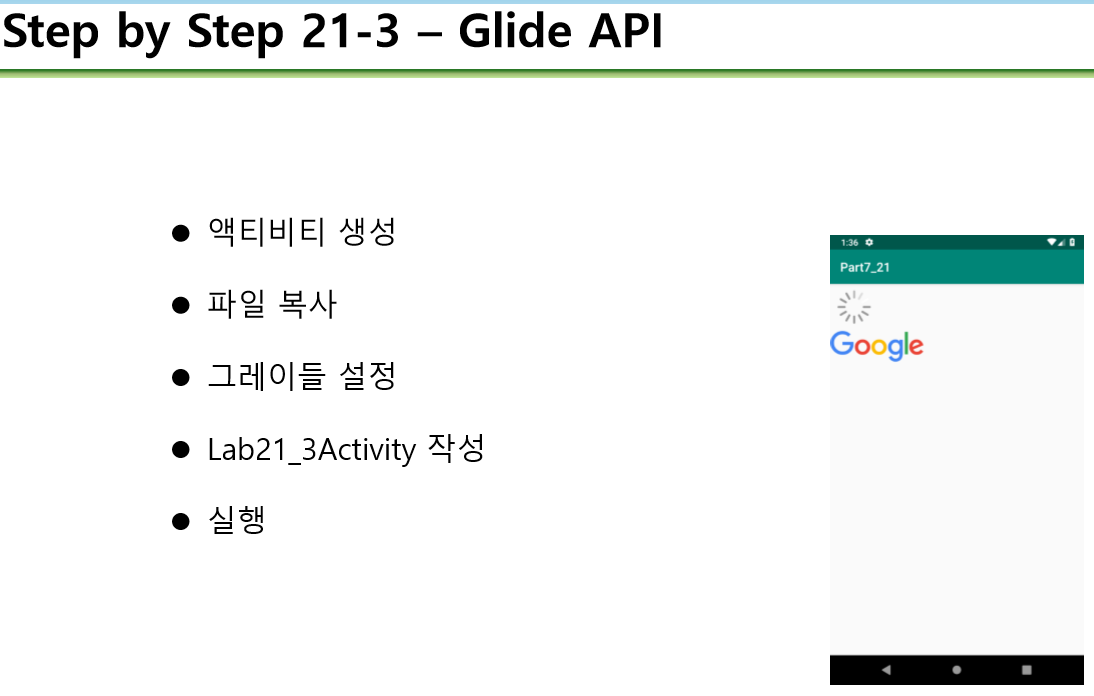 Step by Step 21-3 – Glide API
● 액티비티 생성
● 파일 복사
● 그레이들 설정
● Lab21_3Activity 작성
● 실행
1:36
Part7_21
Google